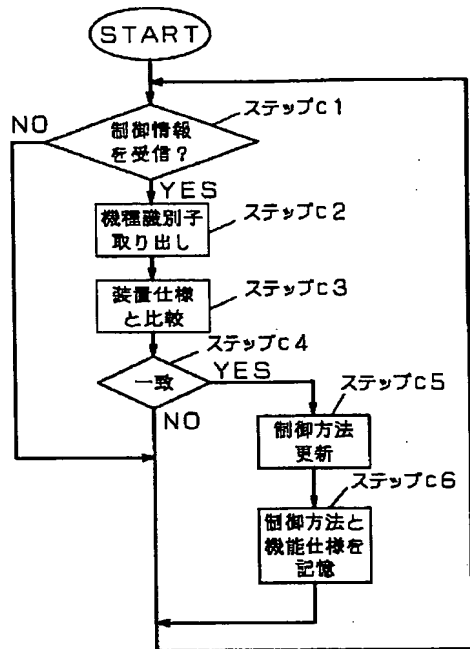 START
ステップc1
NO
制御情報
を受信？
YES
機種識別子
取り出し
ステップc2
装置仕様
と比較
ステップc3
ステップc4
一致
YES
NO
ステップc5
制御方法
更新
ステップc6
制御方法と
機能仕様を
記憶